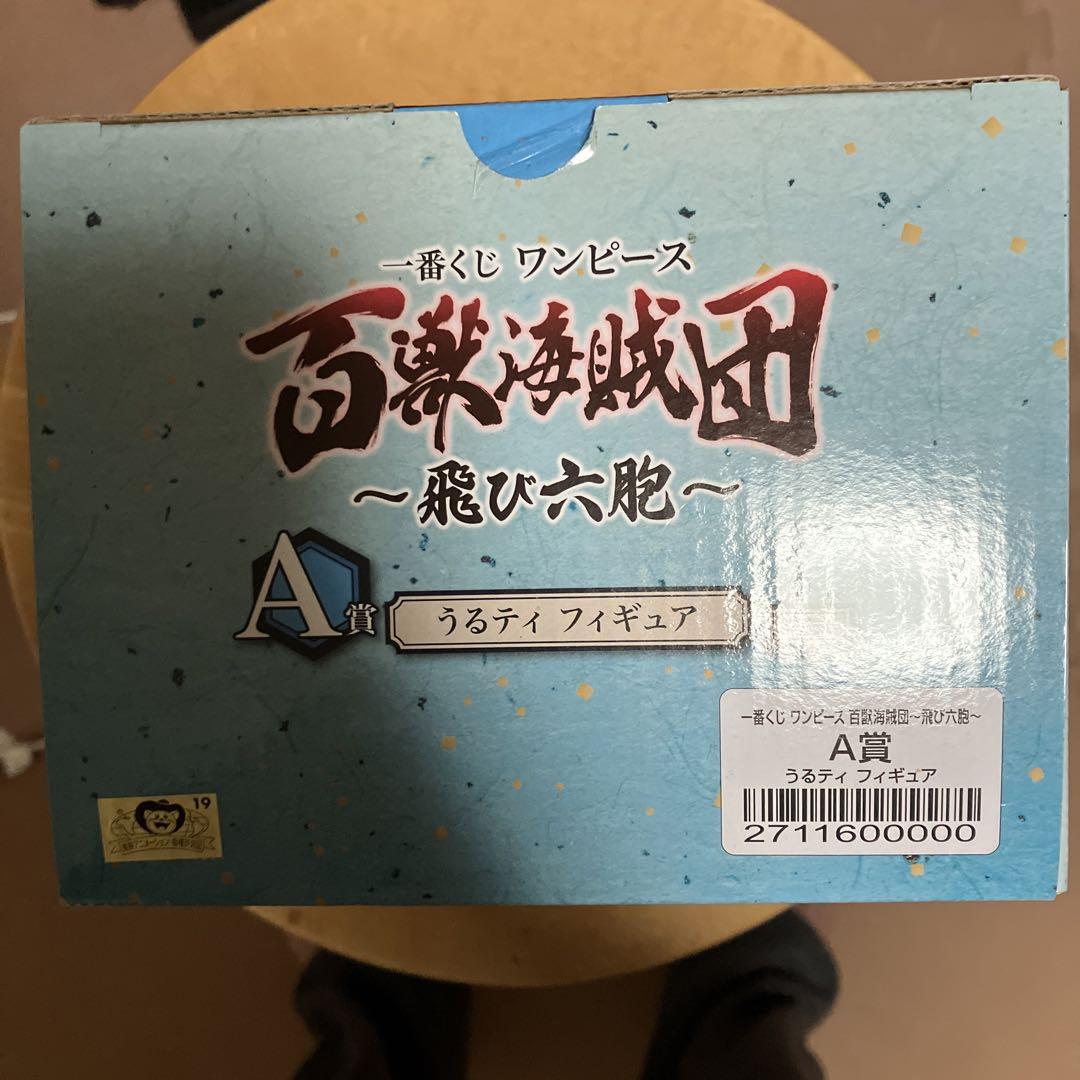 一番くじ ワンピース
百獣海賊団
～飛び六胞～
A賞
うるティ フィギュア
一番くじ ワンピース 百獣海賊団～飛び六胞～
A賞
うるティ フィギュア
2711600000
19